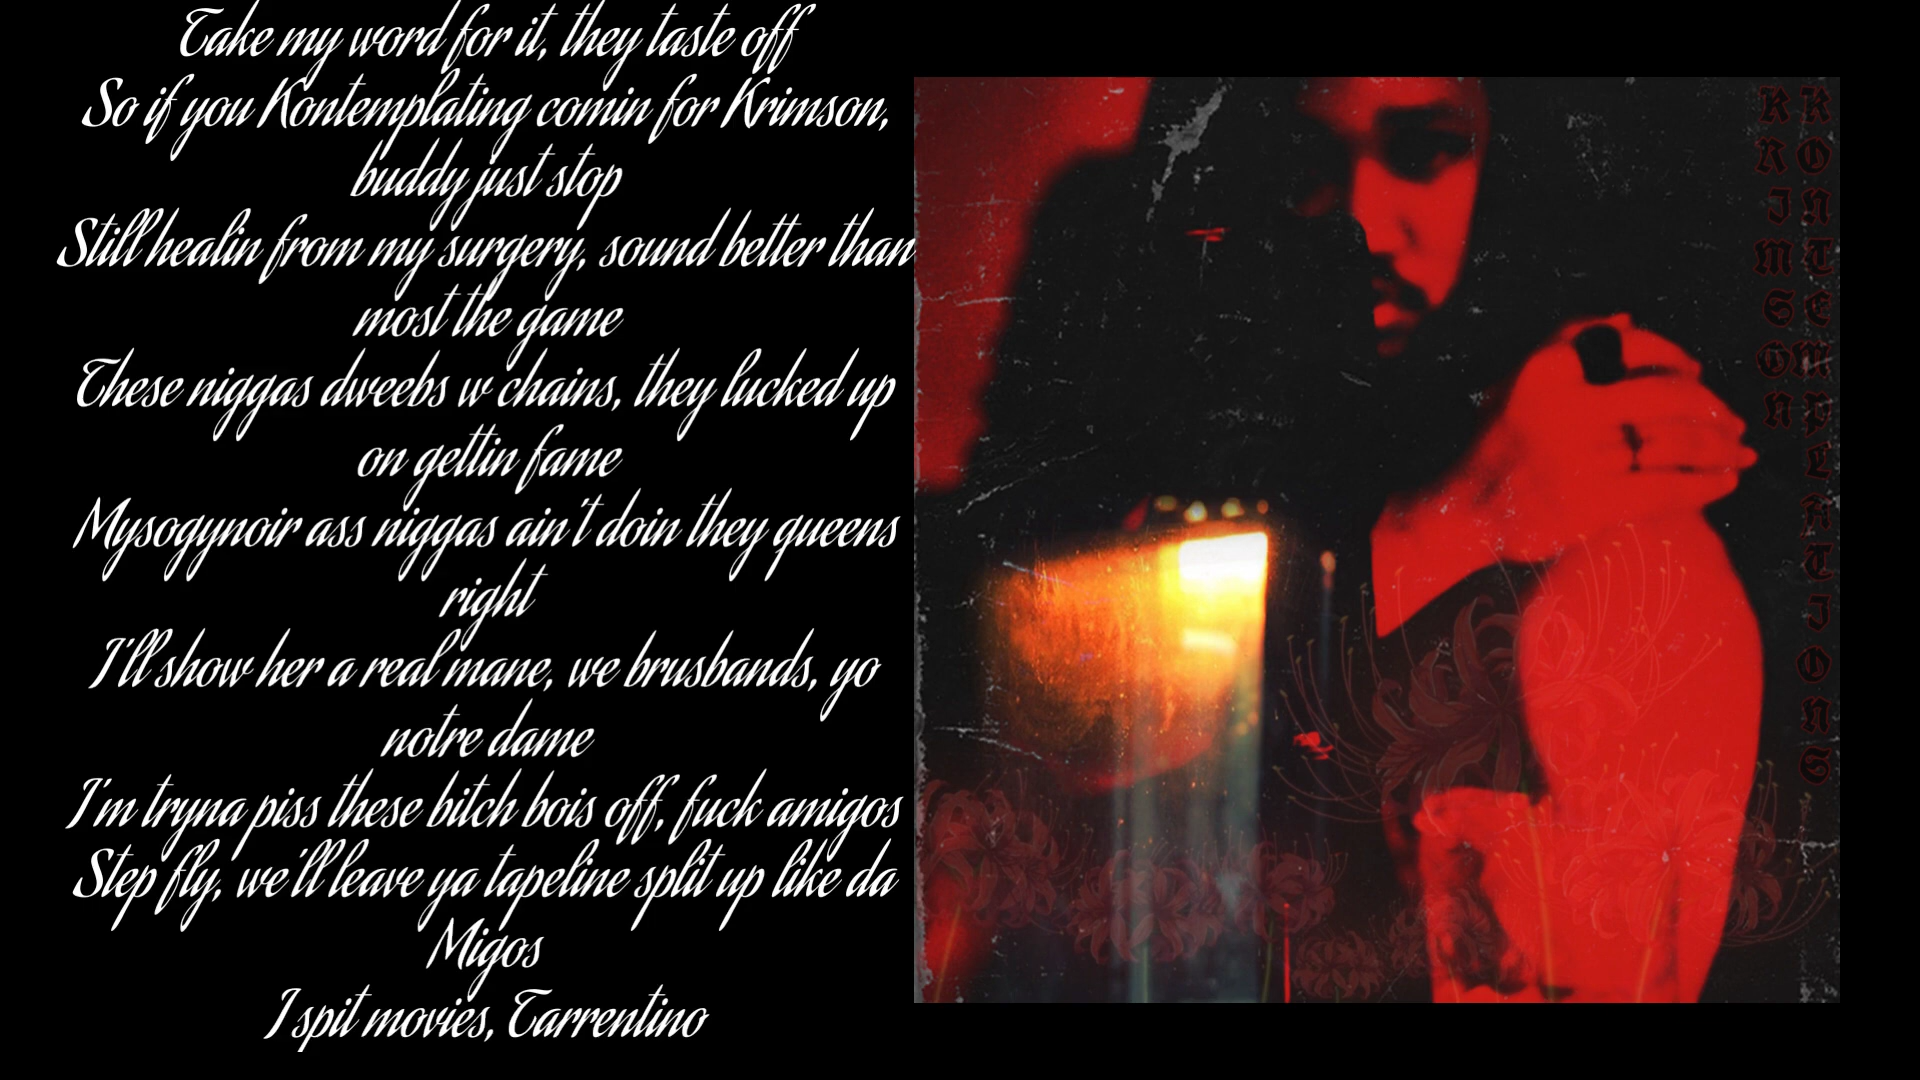 Take my word for it, they taste off
So if you Kontemplating comin for Krimson,
buddy just stop
Still healin from my surgery, sound better than
most the game
These niggas dweebs w chains, they lucked up
on gettin fame
Mysogynoir ass niggas ain't doin they queens
right
I'll show her a real mane, we brusbands, yo
notre dame
I'm tryna piss these bitch bois off, fuck amigos
Step fly, we'll leave ya tapeline split up like da
Migos
I spit movies, Tarrentino
KRIMSON
KONTEMPLATIONS